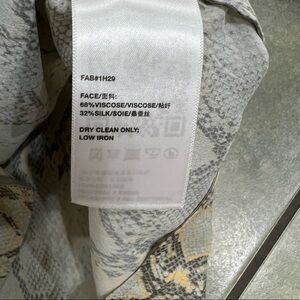 FAB#1H29
FACE/面料:
68%VISCOSE/VISCOSE/粘纤
32%SILK/SOIE/桑蚕丝
DRY CLEAN ONLY;
LOW IRON